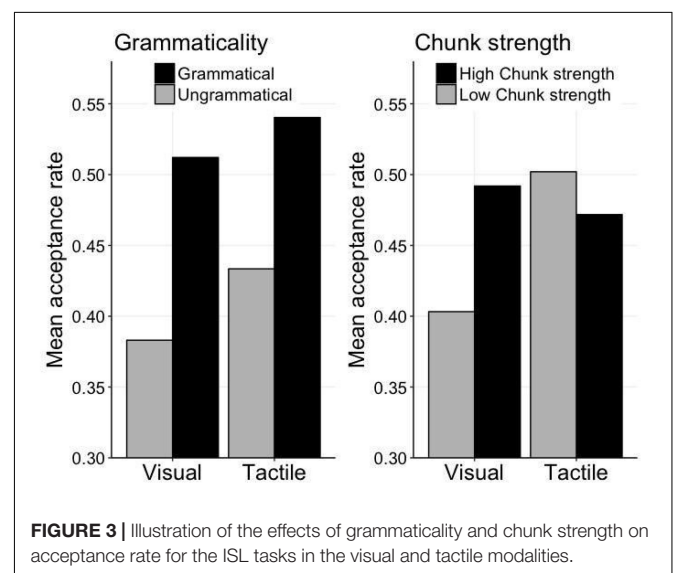 Grammaticality
Grammatical
Ungrammatical
Mean acceptance rate
0.55
0.50
0.45
0.40
0.35
0.30
Visual Tactile
Chunk strength
High Chunk strength
Low Chunk strength
Mean acceptance rate
0.55
0.50
0.45
0.40
0.35
0.30
Visual Tactile
FIGURE 3 | Illustration of the effects of grammaticality and chunk strength on
acceptance rate for the ISL tasks in the visual and tactile modalities.